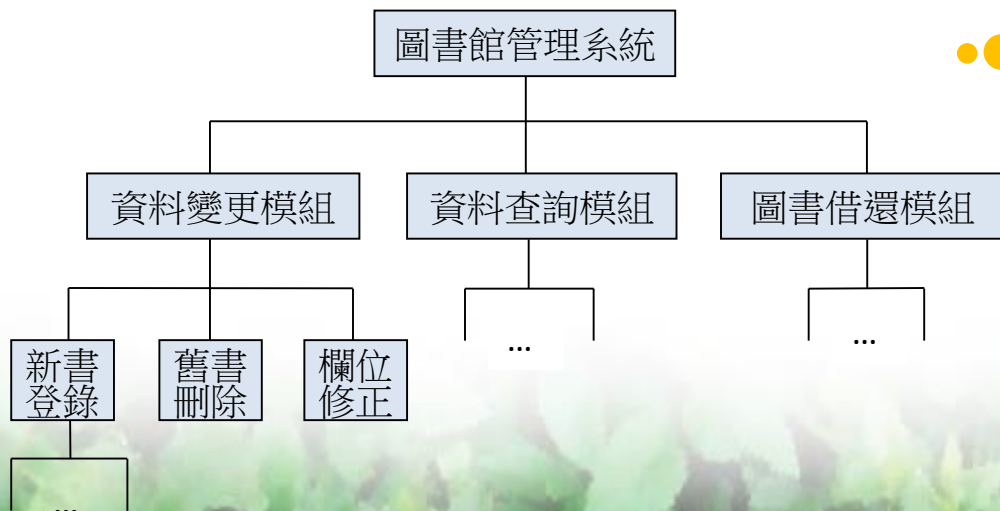 圖書館管理系統
資料變更模組
資料查詢模組
圖書借還模組
新書
登錄
舊書
刪除
欄位
修正
...
...
...